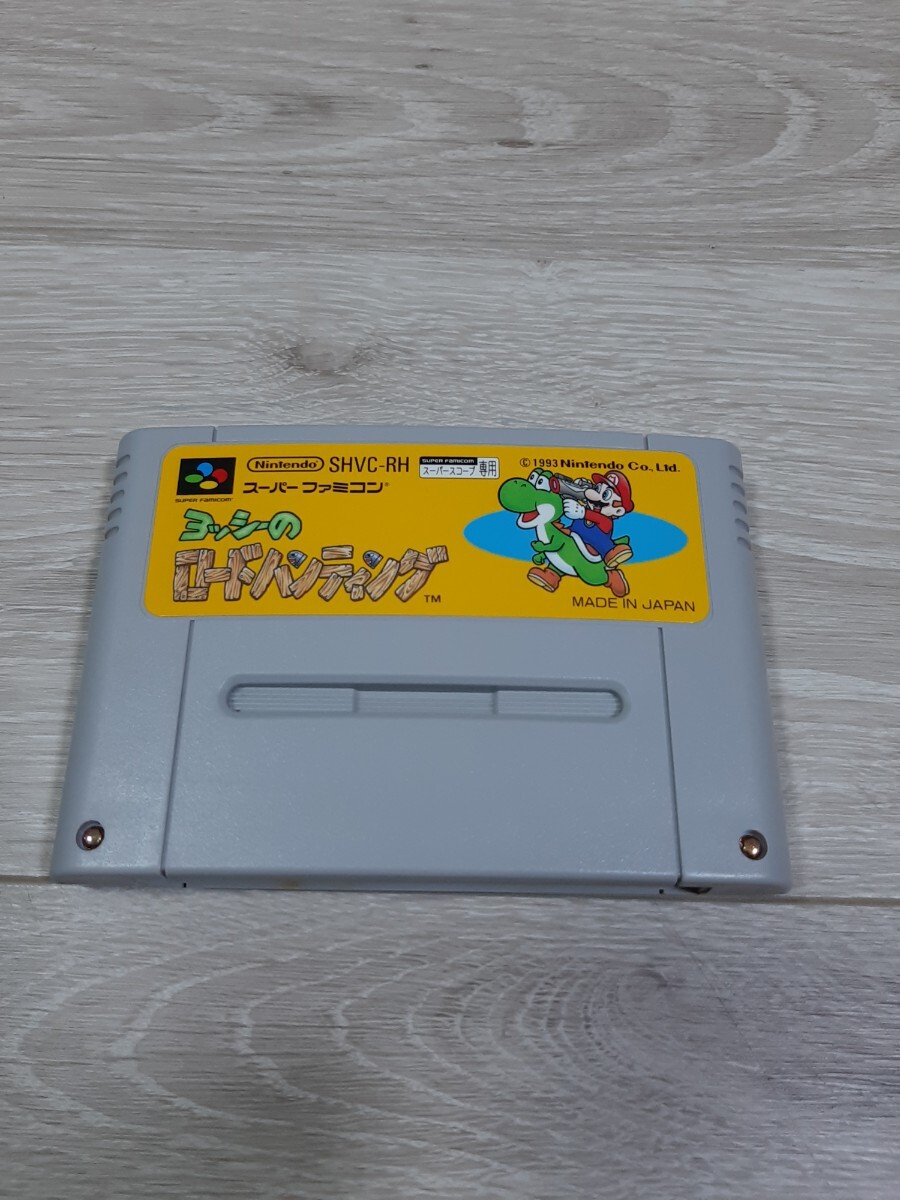 SUPER FAMICOM
Nintendo SHVC-RH
SUPER FAMICOM
スーパースコープ専用
スーパーファミコン
ヨッシーの
ロードハンティング™
© 1993 Nintendo Co., Ltd.
MADE IN JAPAN